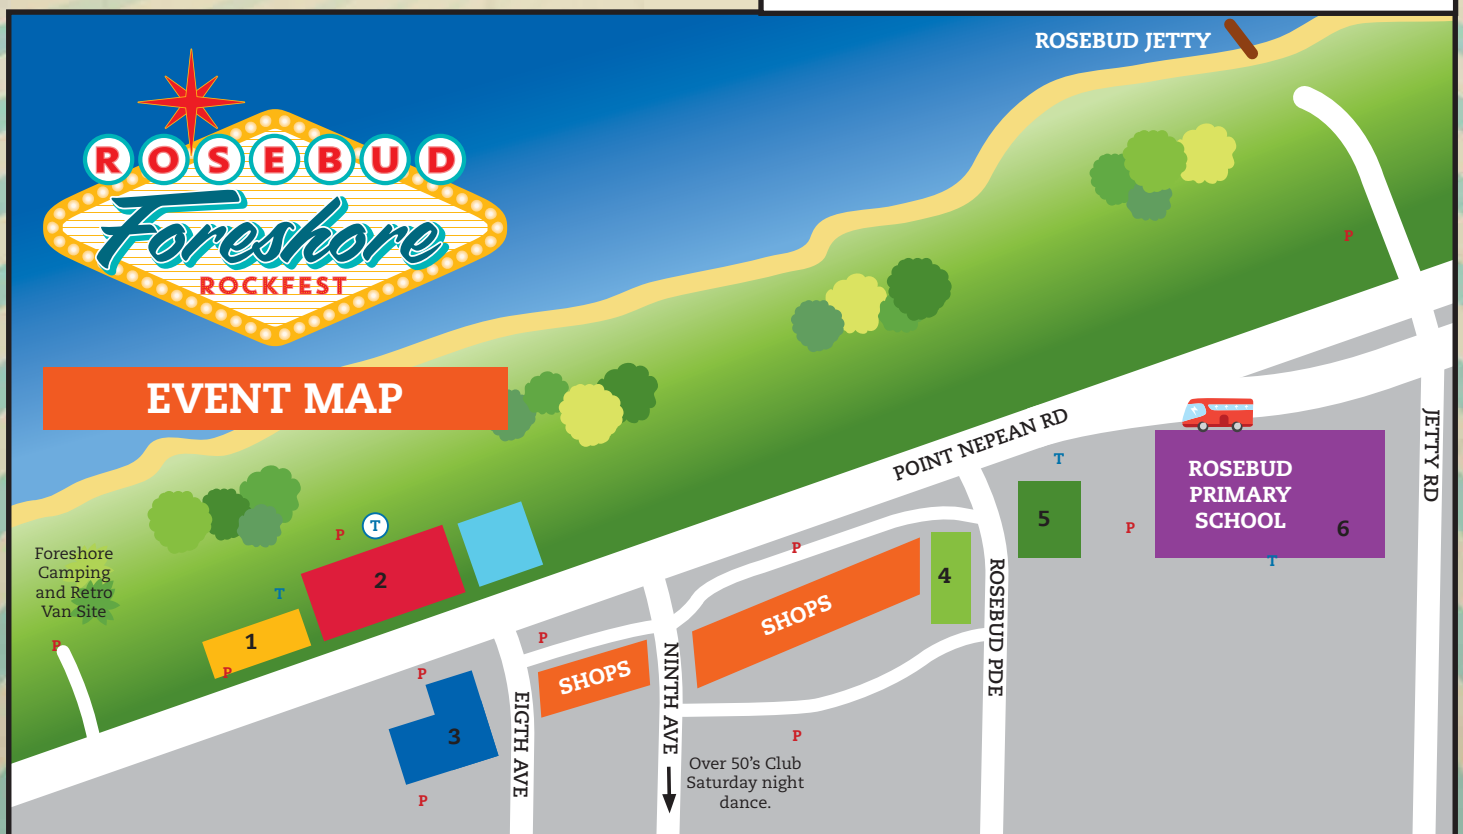 ROSEBUD JETTY
ROSEBUD
Foreshore
ROCKFEST
EVENT MAP
P
POINT NEPEAN RD
JETTY RD
T
ROSEBUD
PRIMARY
SCHOOL
6
T
P
5
P
T
P
2
T
1
P
Foreshore
Camping
and Retro
Van Site
P
4
SHOPS
ROSEBUD PDE
P
SHOPS
NINTH AVE
EIGTH AVE
P
3
P
P
Over 50's Club
Saturday night
dance.